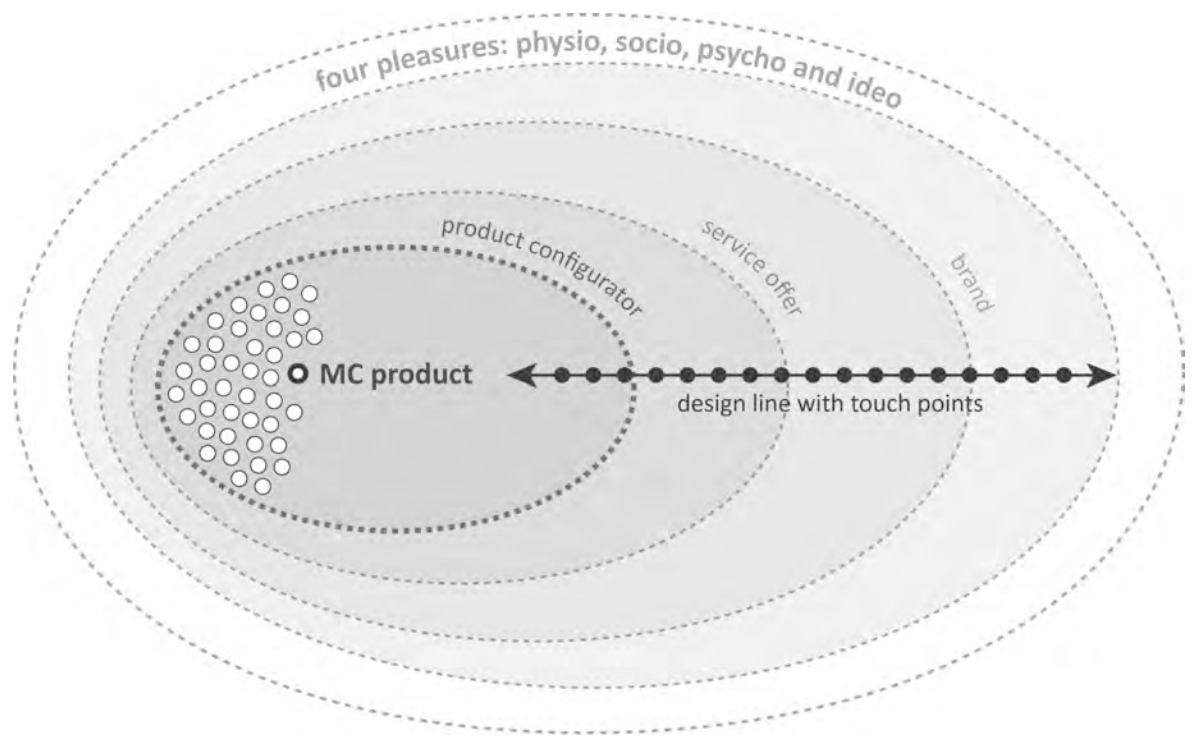 four pleasures: physio, socio, psycho and ideo
product configurator
service offer
brand
MC product
design line with touch points